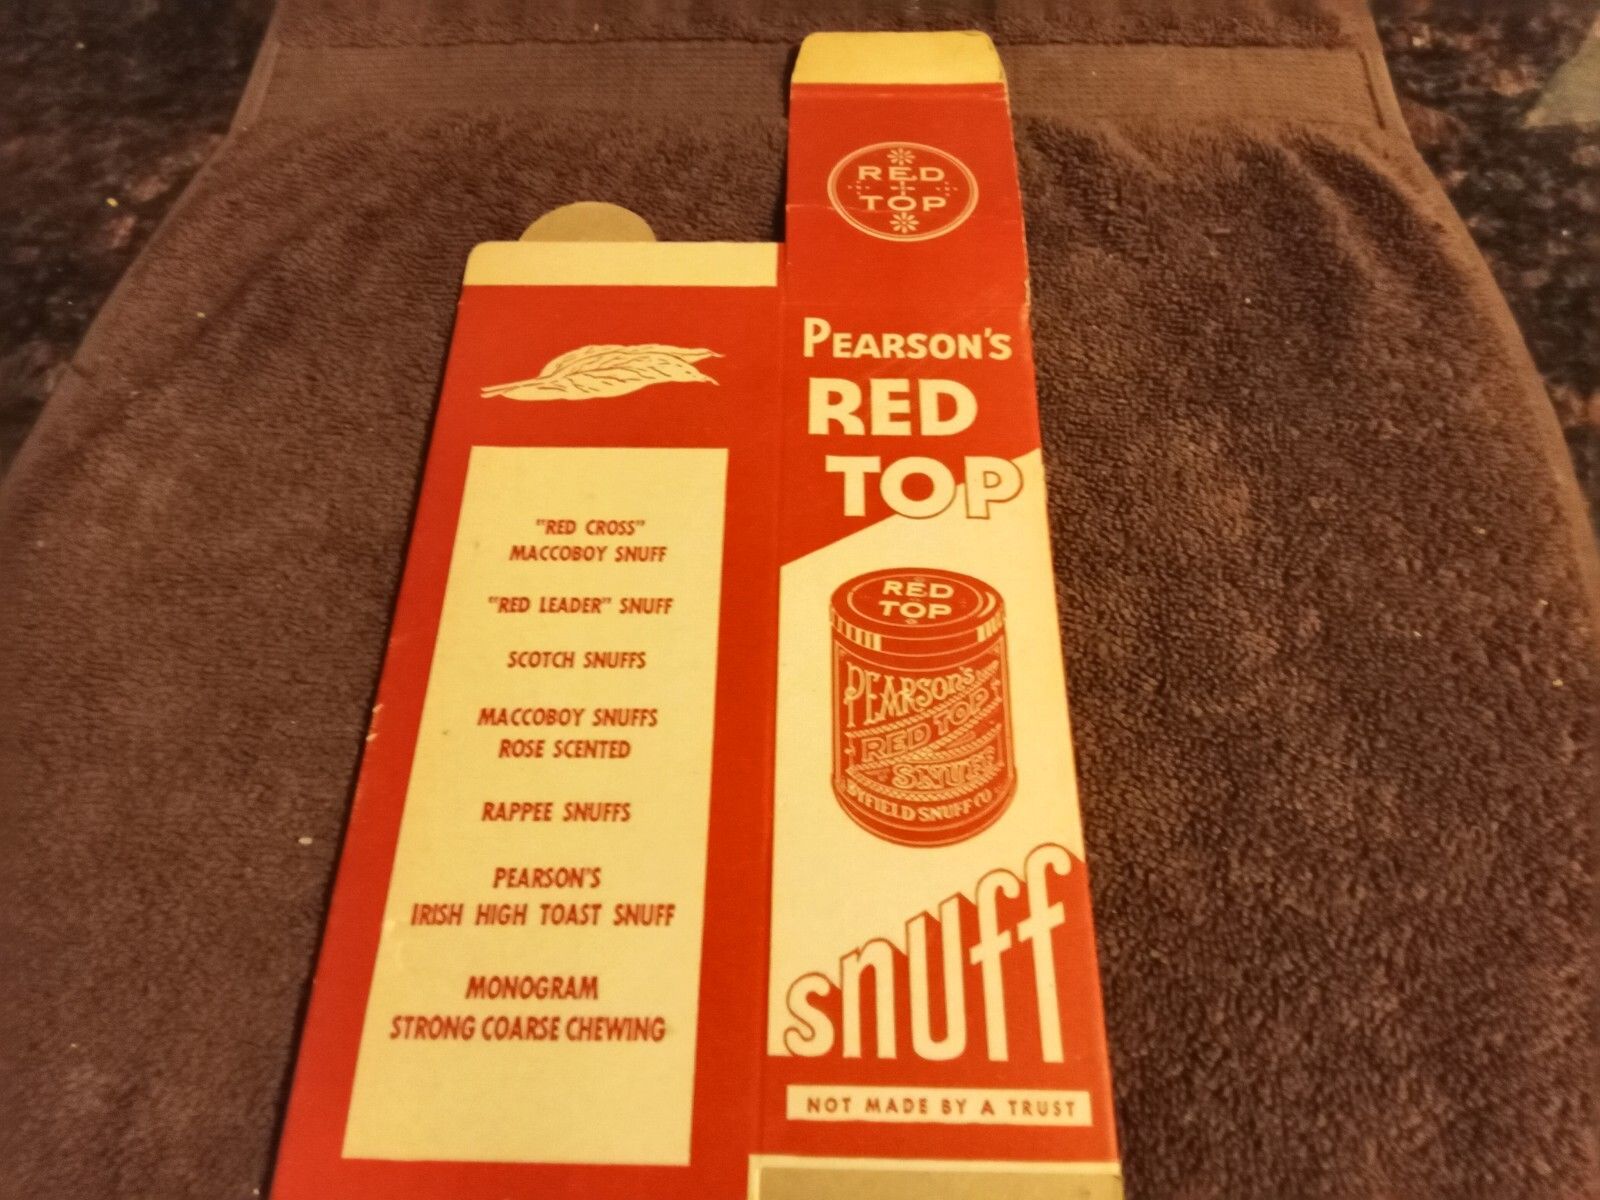 RED
TOP
PEARSON'S
RED
TOP
RED
TOP
PEARSON'S
RED TOP
SNUFF
BYFIELD SNUFF CO
snuff
NOT MADE BY A TRUST
"RED CROSS"
MACCOBOY SNUFF
"RED LEADER" SNUFF
SCOTCH SNUFFS
MACCOBOY SNUFFS
ROSE SCENTED
RAPPEE SNUFFS
PEARSON'S
IRISH HIGH TOAST SNUFF
MONOGRAM
STRONG COARSE CHEWING